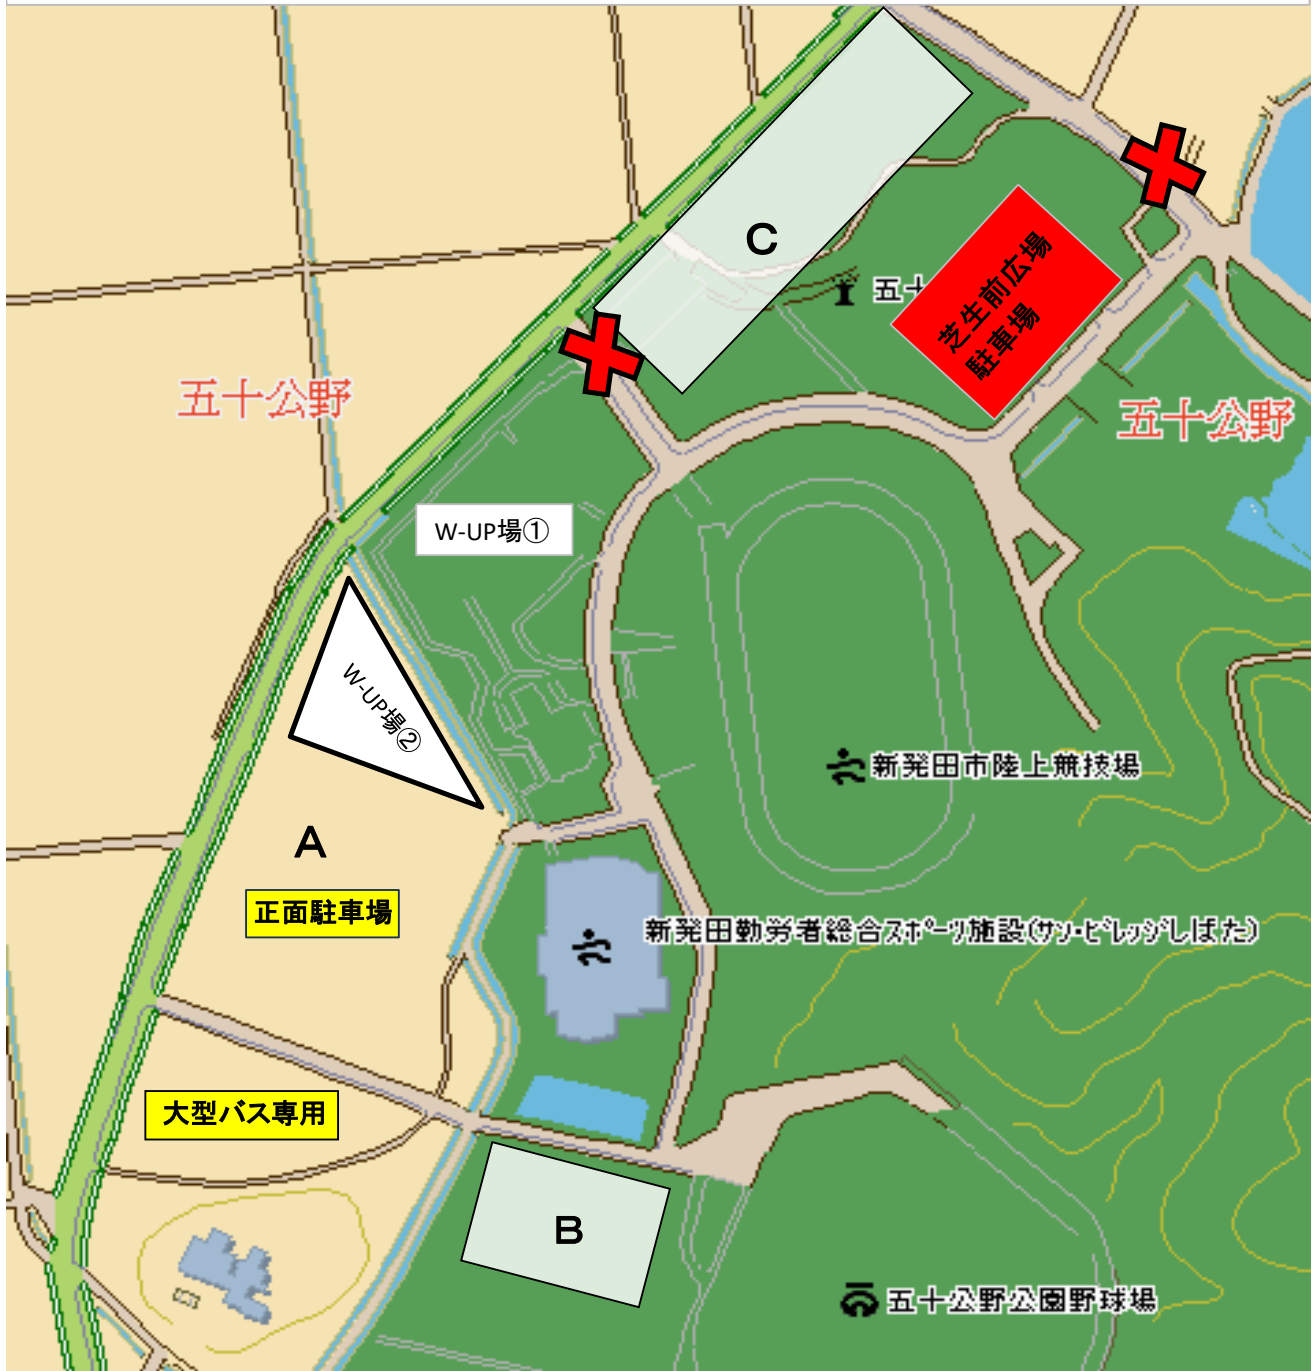 C
五十
芝生前広場
駐車場
五十公野
五十公野
W-UP場①
W-UP場②
新発田市陸上競技場
A
正面駐車場
新発田勤労者総合スポーツ施設(サン・ビレッジしばた)
大型バス専用
B
五十公野公園野球場